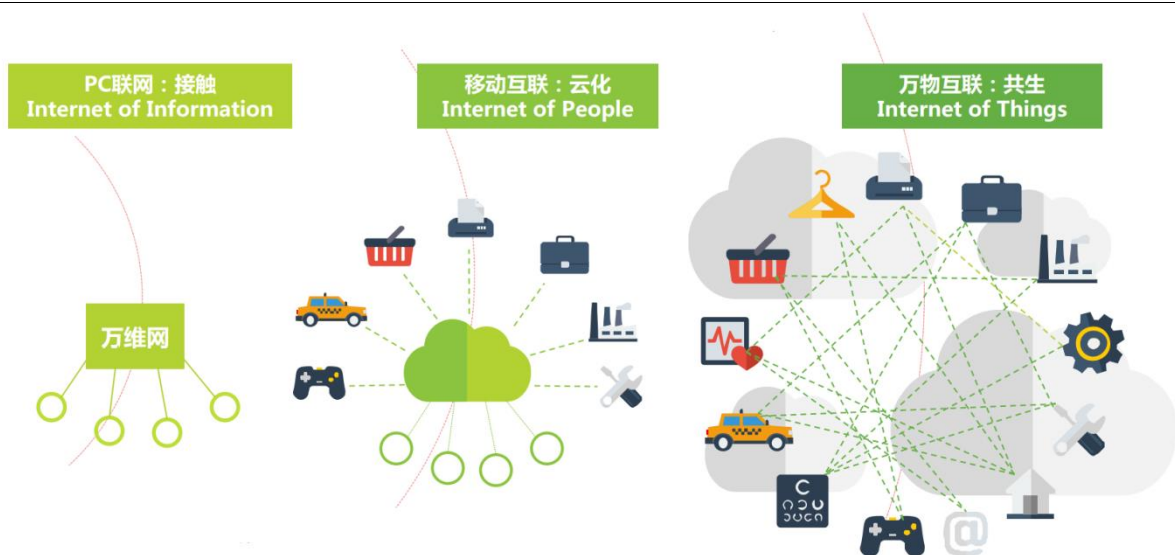 PC联网：接触
Internet of Information
移动互联：云化
Internet of People
万物互联：共生
Internet of Things
万维网
@